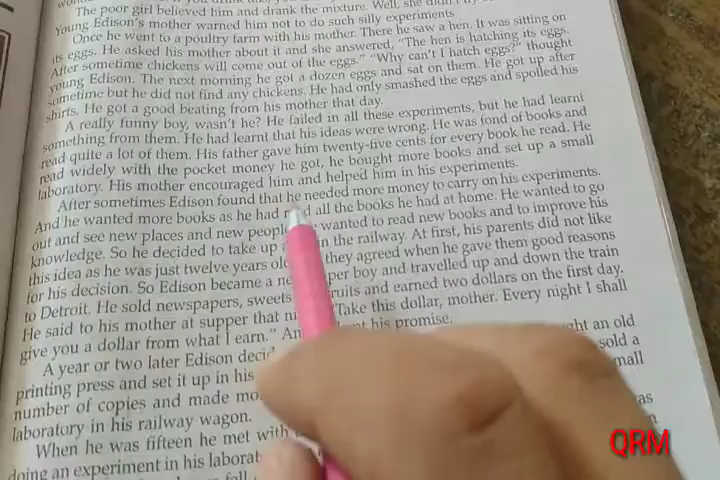 The poor girl believed him and drank the mixture. Well, she didn't
Young Edison's mother warned him not to do such silly experiments
Once he went to a poultry farm with his mother. There he saw a hen. It was sitting on
its eggs. He asked his mother about it and she answered, "The hen is hatching its eggs.
After sometime chickens will come out of the eggs." "Why can't I hatch eggs?" thought
young Edison. The next morning he got a dozen eggs and sat on them. He got up after
sometime but he did not find any chickens. He had only smashed the eggs and spoiled his
shirts. He got a good beating from his mother that day.
A really funny boy, wasn't he? He failed in all these experiments, but he had learnt
something from them. He had learnt that his ideas were wrong. He was fond of books and
read quite a lot of them. His father gave him twenty-five cents for every book he read. He
read widely with the pocket money he got, he bought more books and set up a small
laboratory. His mother encouraged him and helped him in his experiments.
After sometimes Edison found that he needed more money to carry on his experiments.
And he wanted more books as he had all the books he had at home. He wanted to go
out and see new places and new wanted to read new books and to improve his
knowledge. So he decided to take up in the railway. At first, his parents did not like
this idea as he was just twelve years they agreed when he gave them good reasons
for his decision. So Edison became a boy and travelled up and down the train
to Detroit. He sold newspapers, sweets and earned two dollars on the first day.
He said to his mother at supper that "Take this dollar, mother. Every night I shall
give you a dollar from what I earn." his promise.
A year or two later Edison an old
printing press and set it up in his sold a
number of copies and made
laboratory in his railway wagon.
When he was fifteen he met with
doing an experiment in his
QRM